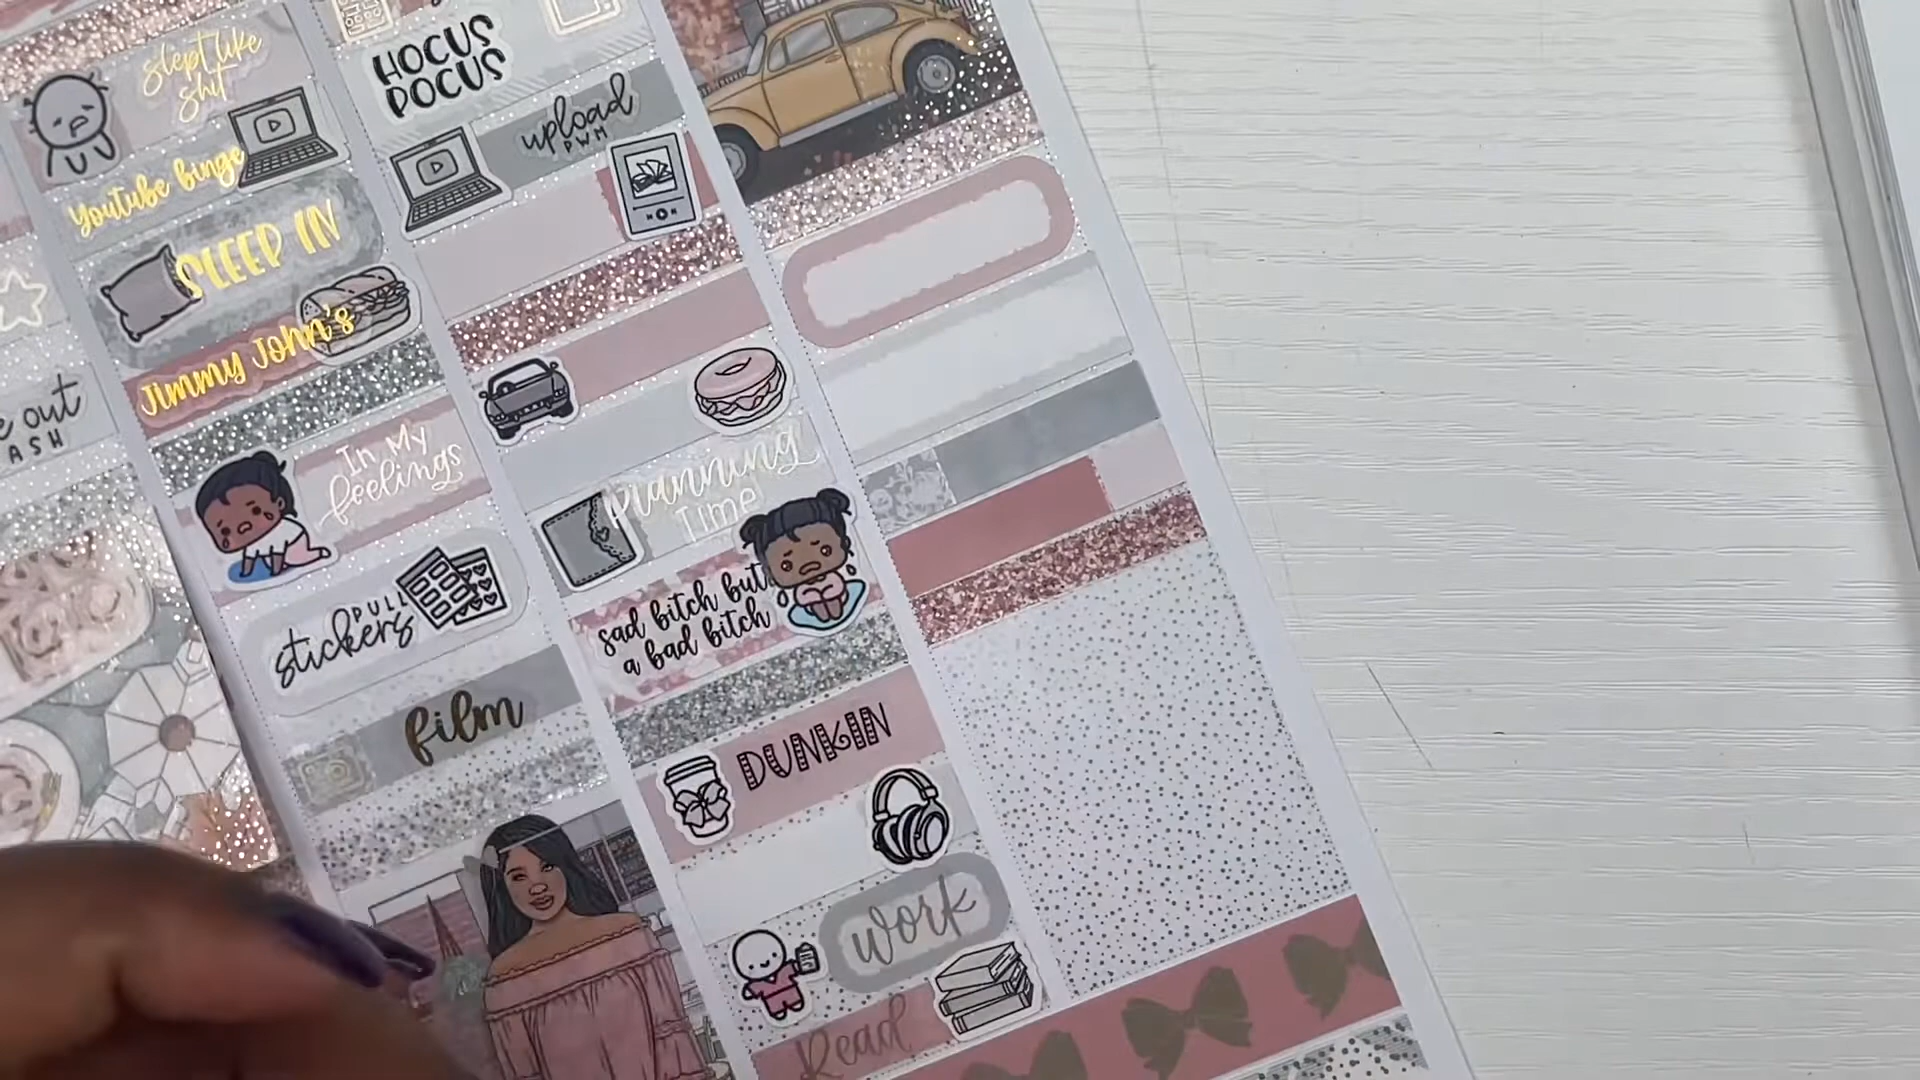 slept like
shit
Youtube binge
SLEEP IN
Jimmy John's
e out
ASH
In My
feelings
PULL
stickers
film
HOCUS
POCUS
upload
PWM
Planning
Time
sad bitch but
a bad bitch
DUNKIN
work
Read